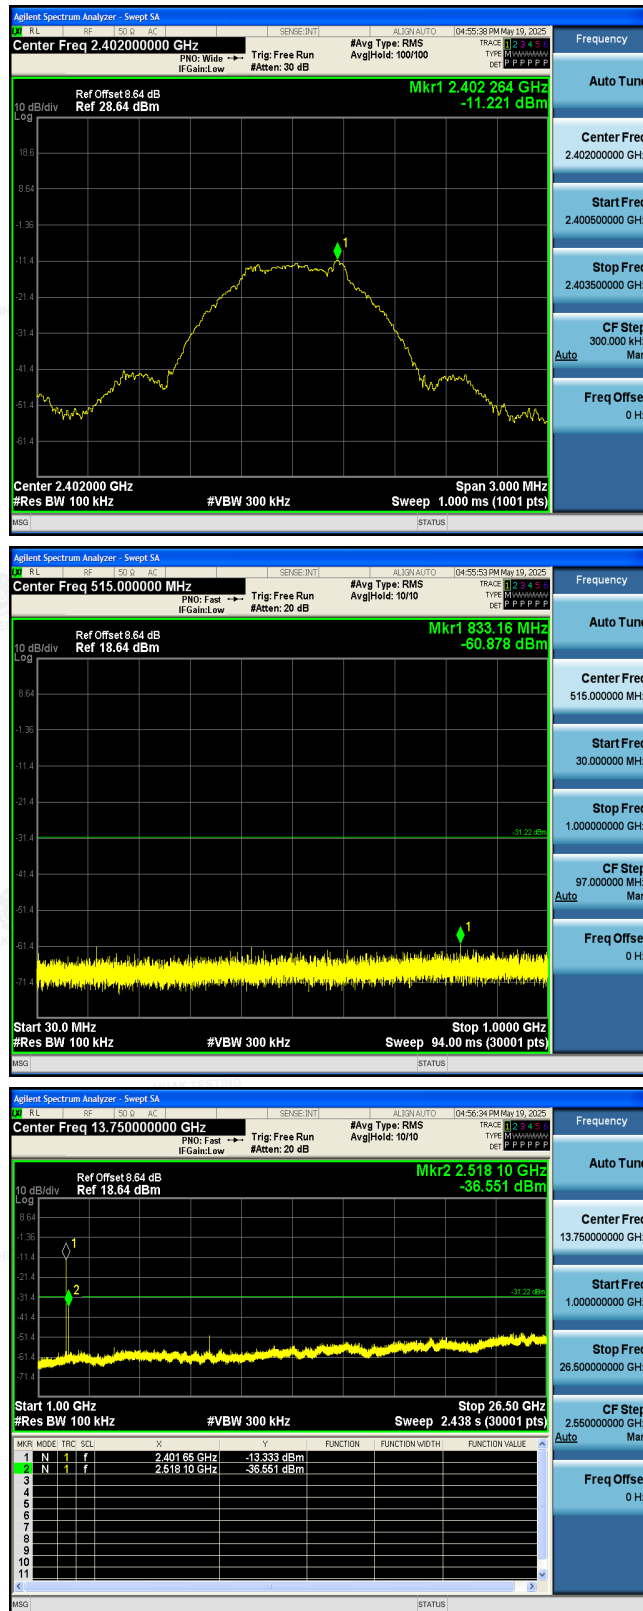 Agilent Spectrum Analyzer - Swept SA
LXI RL RF 50 Ω AC SENSE:INT ALIGN AUTO 04:55:38 PM May 19, 2025
Center Freq 2.402000000 GHz #Avg Type: RMS TRACE 1 2 3 4 5 6
PNO: Wide Trig: Free Run Avg|Hold: 100/100 TYPE M
IFGain:Low #Atten: 30 dB DET P P P P P P
Mkr1 2.402 264 GHz
-11.221 dBm
Ref Offset 8.64 dB
10 dB/div Ref 28.64 dBm
Log
18.6
8.64
-1.36
-11.4
-21.4
-31.4
-41.4
-51.4
-61.4
1
Center 2.402000 GHz Span 3.000 MHz
#Res BW 100 kHz #VBW 300 kHz Sweep 1.000 ms (1001 pts)
MSG STATUS
Frequency
Auto Tune
Center Freq
2.402000000 GHz
Start Freq
2.400500000 GHz
Stop Freq
2.403500000 GHz
CF Step
300.000 kHz
Auto Man
Freq Offset
0 Hz
Agilent Spectrum Analyzer - Swept SA
LXI RL RF 50 Ω AC SENSE:INT ALIGN AUTO 04:55:53 PM May 19, 2025
Center Freq 515.000000 MHz #Avg Type: RMS TRACE 1 2 3 4 5 6
PNO: Fast Trig: Free Run Avg|Hold: 10/10 TYPE M
IFGain:Low #Atten: 20 dB DET P P P P P P
Mkr1 833.16 MHz
-60.878 dBm
Ref Offset 8.64 dB
10 dB/div Ref 18.64 dBm
Log
8.64
-1.36
-11.4
-21.4
-31.4
-41.4
-51.4
-61.4
-71.4
-31.22 dBm
1
Start 30.0 MHz Stop 1.0000 GHz
#Res BW 100 kHz #VBW 300 kHz Sweep 94.00 ms (30001 pts)
MSG STATUS
Frequency
Auto Tune
Center Freq
515.000000 MHz
Start Freq
30.000000 MHz
Stop Freq
1.000000000 GHz
CF Step
97.000000 MHz
Auto Man
Freq Offset
0 Hz
Agilent Spectrum Analyzer - Swept SA
LXI RL RF 50 Ω AC SENSE:INT ALIGN AUTO 04:56:34 PM May 19, 2025
Center Freq 13.750000000 GHz #Avg Type: RMS TRACE 1 2 3 4 5 6
PNO: Fast Trig: Free Run Avg|Hold: 10/10 TYPE M
IFGain:Low #Atten: 20 dB DET P P P P P P
Mkr2 2.518 10 GHz
-36.551 dBm
Ref Offset 8.64 dB
10 dB/div Ref 18.64 dBm
Log
8.64
-1.36
-11.4
-21.4
-31.4
-41.4
-51.4
-61.4
-71.4
1
2
-31.22 dBm
Start 1.00 GHz Stop 26.50 GHz
#Res BW 100 kHz #VBW 300 kHz Sweep 2.438 s (30001 pts)
MKR MODE TRC SCL X Y FUNCTION FUNCTION WIDTH FUNCTION VALUE
1 N 1 f 2.401 65 GHz -13.333 dBm
2 N 1 f 2.518 10 GHz -36.551 dBm
3
4
5
6
7
8
9
10
11
MSG STATUS
Frequency
Auto Tune
Center Freq
13.750000000 GHz
Start Freq
1.000000000 GHz
Stop Freq
26.500000000 GHz
CF Step
2.550000000 GHz
Auto Man
Freq Offset
0 Hz